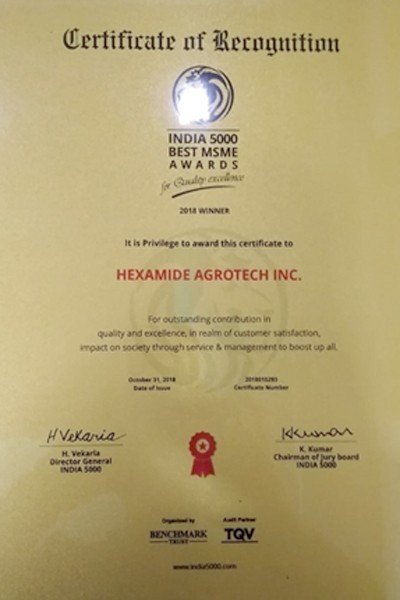 Certificate of Recognition
INDIA 5000
BEST MSME
AWARDS
for Quality excellence
2018 WINNER
It is Privilege to award this certificate to
HEXAMIDE AGROTECH INC.
For outstanding contribution in
quality and excellence, in realm of customer satisfaction,
impact on society through service & management to boost up all.
October 31, 2018
Date of Issue
2018010293
Certificate Number
H Vekaria
H. Vekaria
Director General
INDIA 5000
KKumar
K. Kumar
Chairman of Jury board
INDIA 5000
Organized by
BENCHMARK
TRUST
Audit Partner
TQV
www.india5000.com